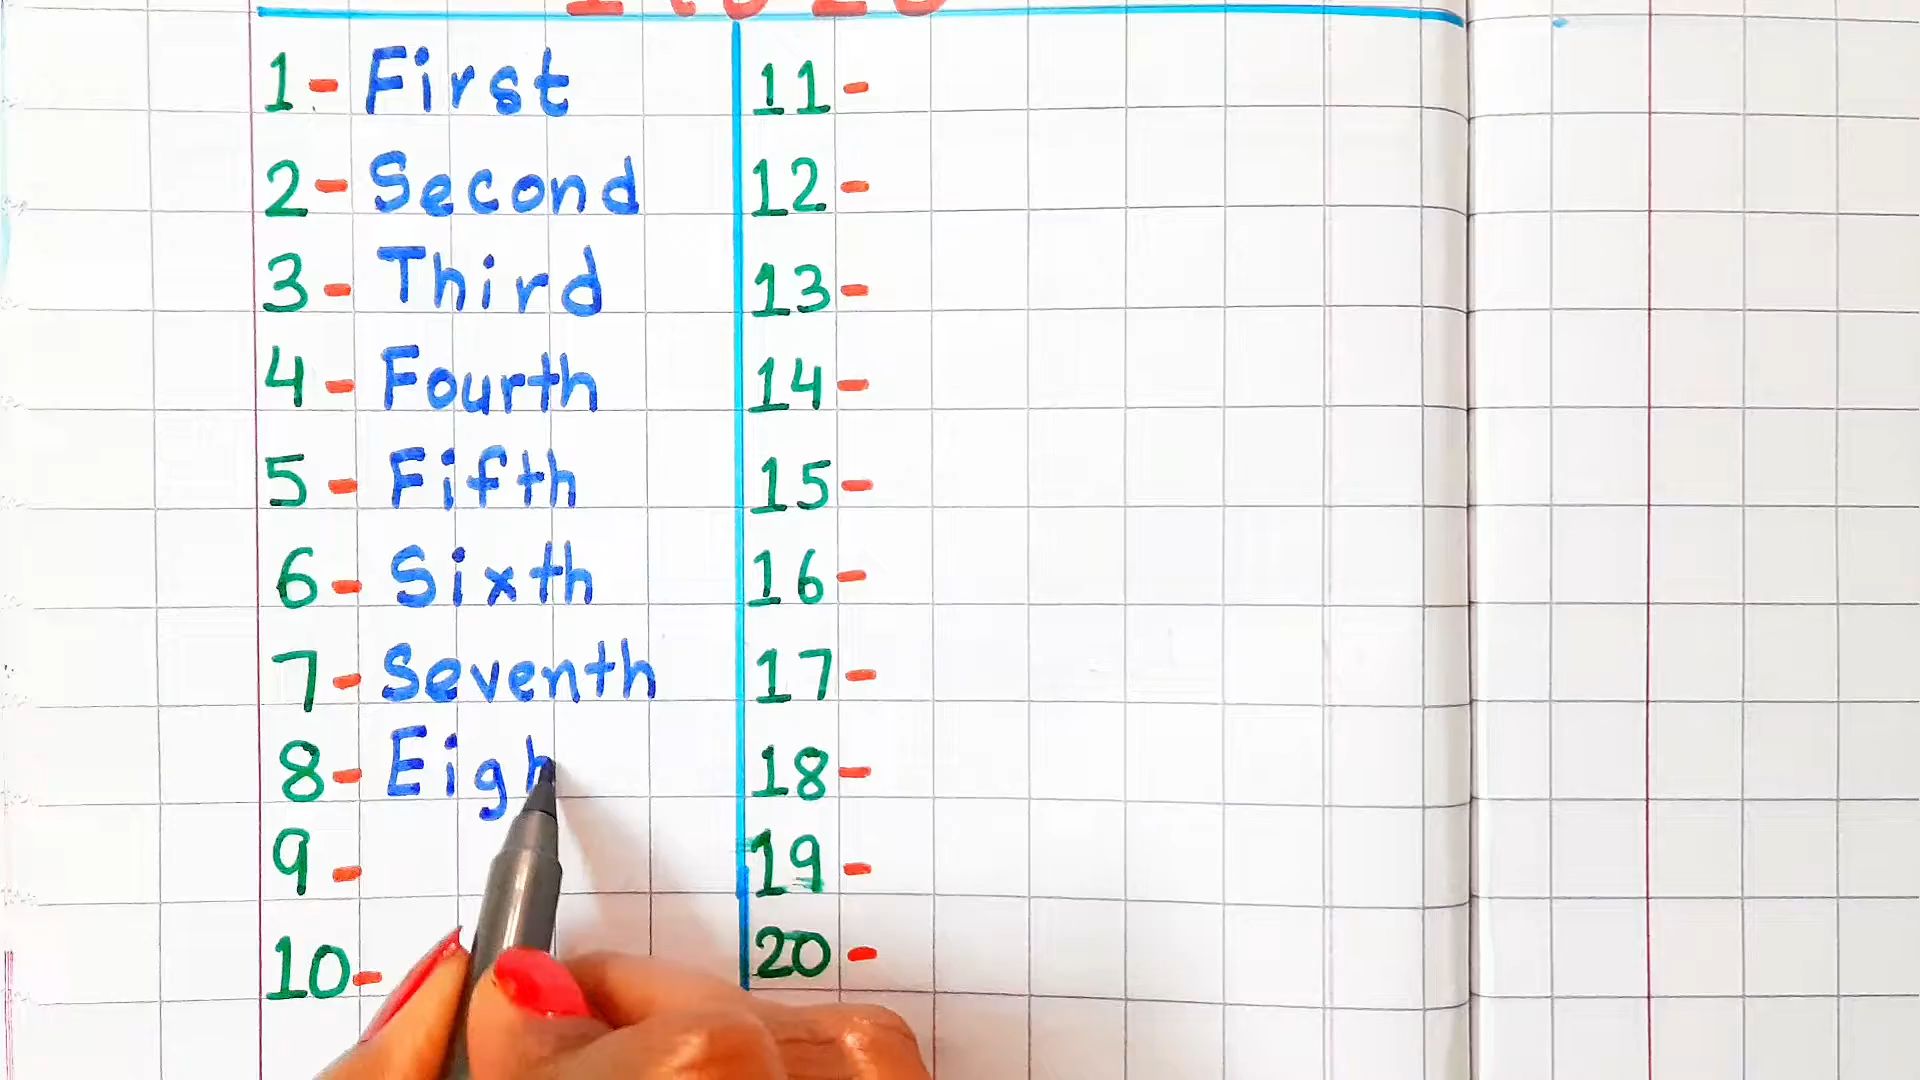 1- First
2- Second
3- Third
4- Fourth
5- Fifth
6- Sixth
7- Seventh
8- Eigh
9-
10-
11-
12-
13-
14-
15-
16-
17-
18-
19-
20-